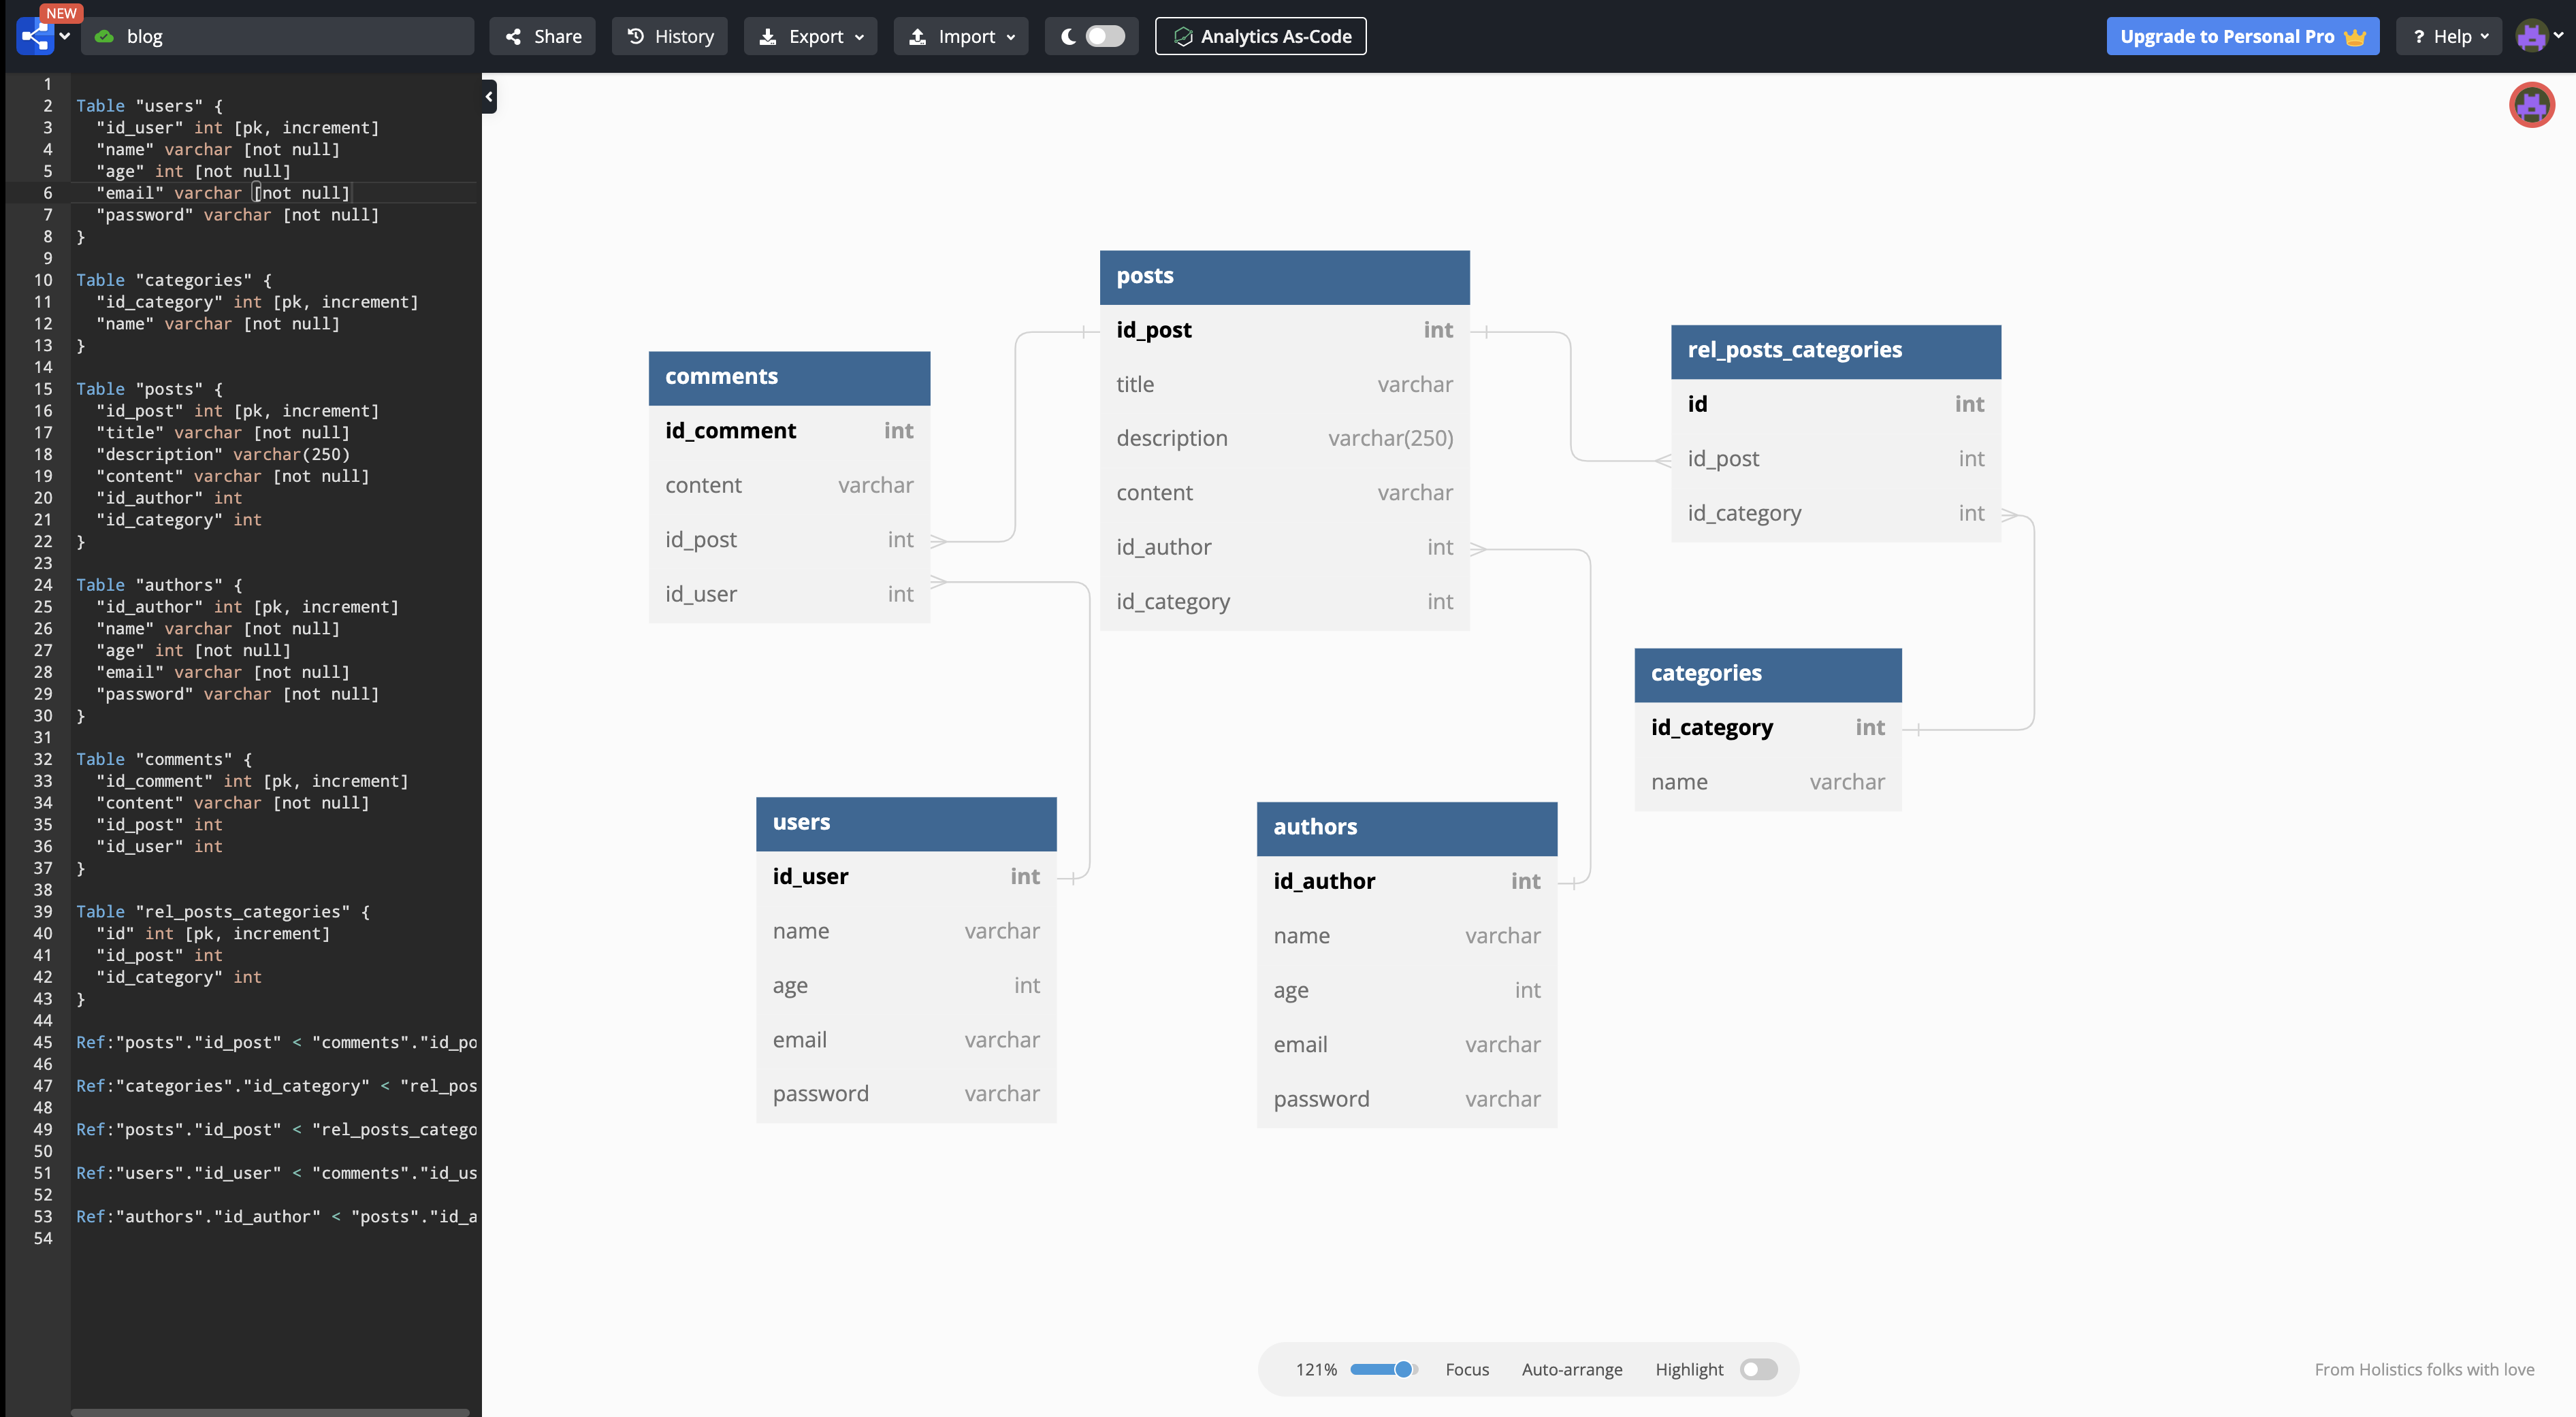 NEW
blog
Share
History
Export
Import
Analytics As-Code
Upgrade to Personal Pro
? Help
1
2 Table "users" {
3 "id_user" int [pk, increment]
4 "name" varchar [not null]
5 "age" int [not null]
6 "email" varchar [not null]
7 "password" varchar [not null]
8 }
9
10 Table "categories" {
11 "id_category" int [pk, increment]
12 "name" varchar [not null]
13 }
14
15 Table "posts" {
16 "id_post" int [pk, increment]
17 "title" varchar [not null]
18 "description" varchar(250)
19 "content" varchar [not null]
20 "id_author" int
21 "id_category" int
22 }
23
24 Table "authors" {
25 "id_author" int [pk, increment]
26 "name" varchar [not null]
27 "age" int [not null]
28 "email" varchar [not null]
29 "password" varchar [not null]
30 }
31
32 Table "comments" {
33 "id_comment" int [pk, increment]
34 "content" varchar [not null]
35 "id_post" int
36 "id_user" int
37 }
38
39 Table "rel_posts_categories" {
40 "id" int [pk, increment]
41 "id_post" int
42 "id_category" int
43 }
44
45 Ref:"posts"."id_post" < "comments"."id_po
46
47 Ref:"categories"."id_category" < "rel_pos
48
49 Ref:"posts"."id_post" < "rel_posts_catego
50
51 Ref:"users"."id_user" < "comments"."id_us
52
53 Ref:"authors"."id_author" < "posts"."id_a
54
comments
id_comment int
content varchar
id_post int
id_user int
posts
id_post int
title varchar
description varchar(250)
content varchar
id_author int
id_category int
rel_posts_categories
id int
id_post int
id_category int
categories
id_category int
name varchar
users
id_user int
name varchar
age int
email varchar
password varchar
authors
id_author int
name varchar
age int
email varchar
password varchar
121%
Focus
Auto-arrange
Highlight
From Holistics folks with love